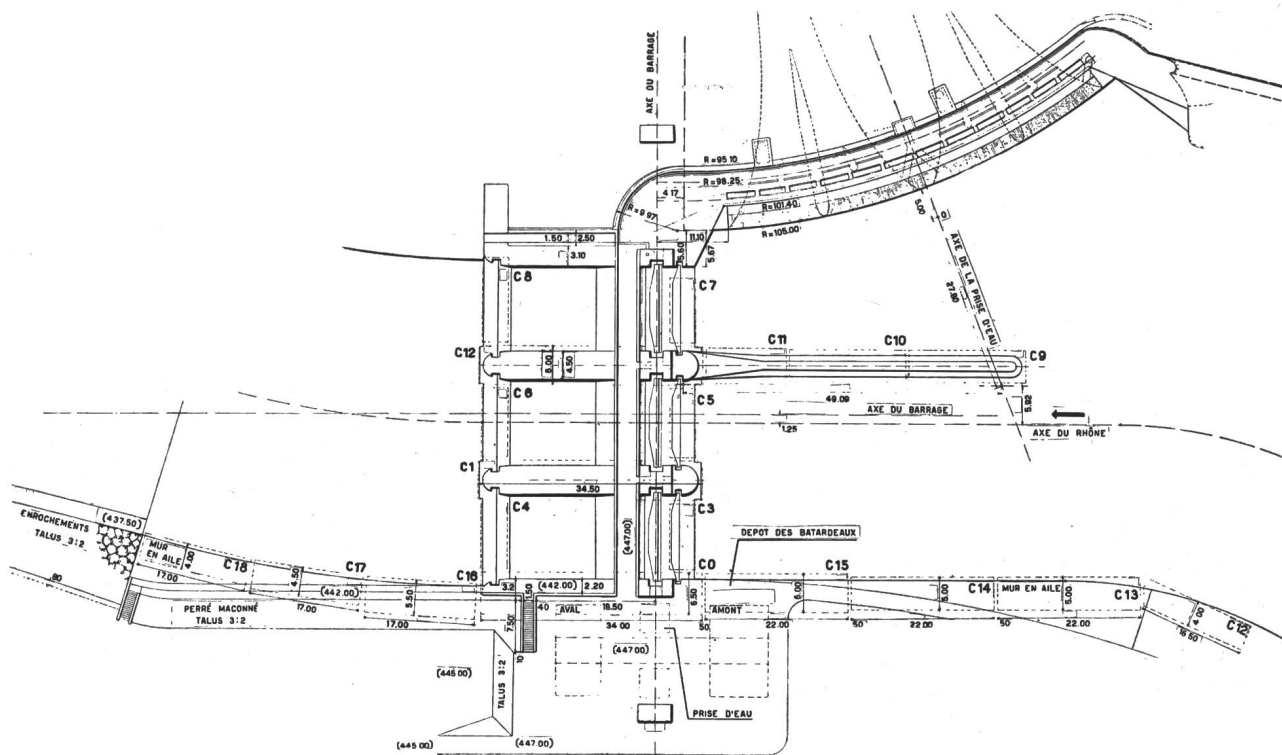 AXE DU BARRAGE
R=95.10
R=98.25
4.17
R=101.40
R=9.97
R=105.00
5.00
0
11.10
5.60
5.67
1.50 2.50
3.10
C8
C7
AXE DE LA PRISE D'EAU
27.80
C12
6.00
4.50
C11
C10
C9
C6
C5
49.09
5.92
AXE DU BARRAGE
1.25
AXE DU RHÔNE
C1
34.50
C4
C3
ENROCHEMENTS
TALUS 3:2
(437.50)
MUR
EN AILE
4.00
17.00
C18
4.50
C17
C16
(442.00)
17.00
5.50
17.00
PERRÉ MACONNÉ
TALUS 3:2
.80
3.2
1.50
(442.00)
2.20
(447.00)
DEPOT DES BATARDEAUX
C0
C15
6.50
6.00
5.00
C14
MUR EN AILE
5.00
C13
4.50
C12
16.50
40
AVAL
18.50
AMONT
34.00
50
22.00
50
22.00
50
22.00
7.50
10
(447.00)
(445.00)
TALUS 3:2
PRISE D'EAU
(445.00)
(447.00)